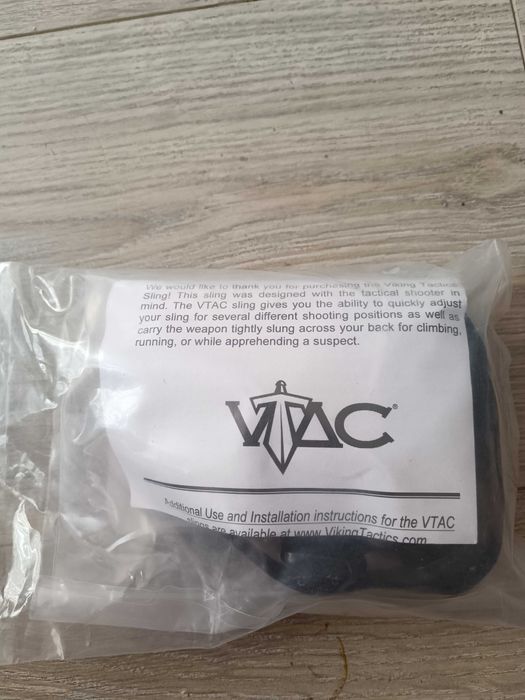 We would like to thank you for purchasing the Viking Tactics
Sling! This sling was designed with the tactical shooter in
mind. The VTAC sling gives you the ability to quickly adjust
your sling for several different shooting positions as well as
carry the weapon tightly slung across your back for climbing,
running, or while apprehending a suspect.
VTAC®
Additional Use and Installation instructions for the VTAC
slings are available at www.VikingTactics.com